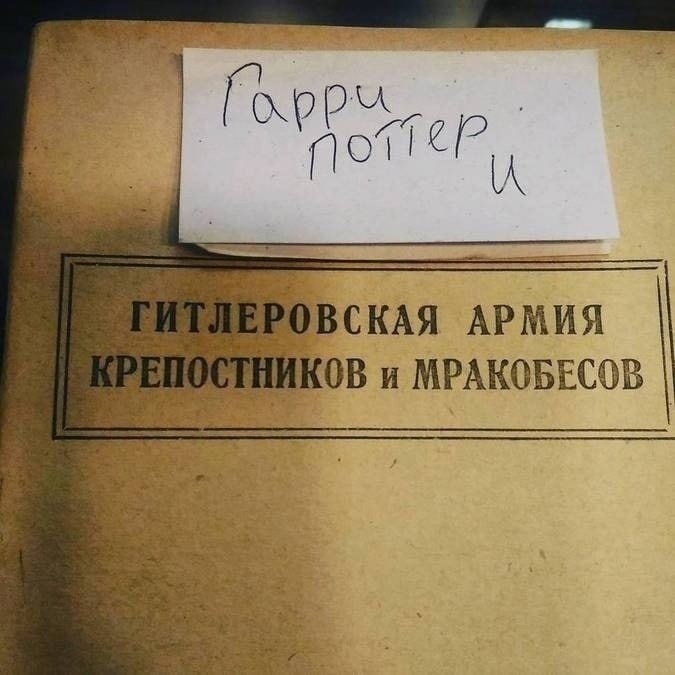 Гарри
поттер
и
ГИТЛЕРОВСКАЯ АРМИЯ
КРЕПОСТНИКОВ и МРАКОБЕСОВ